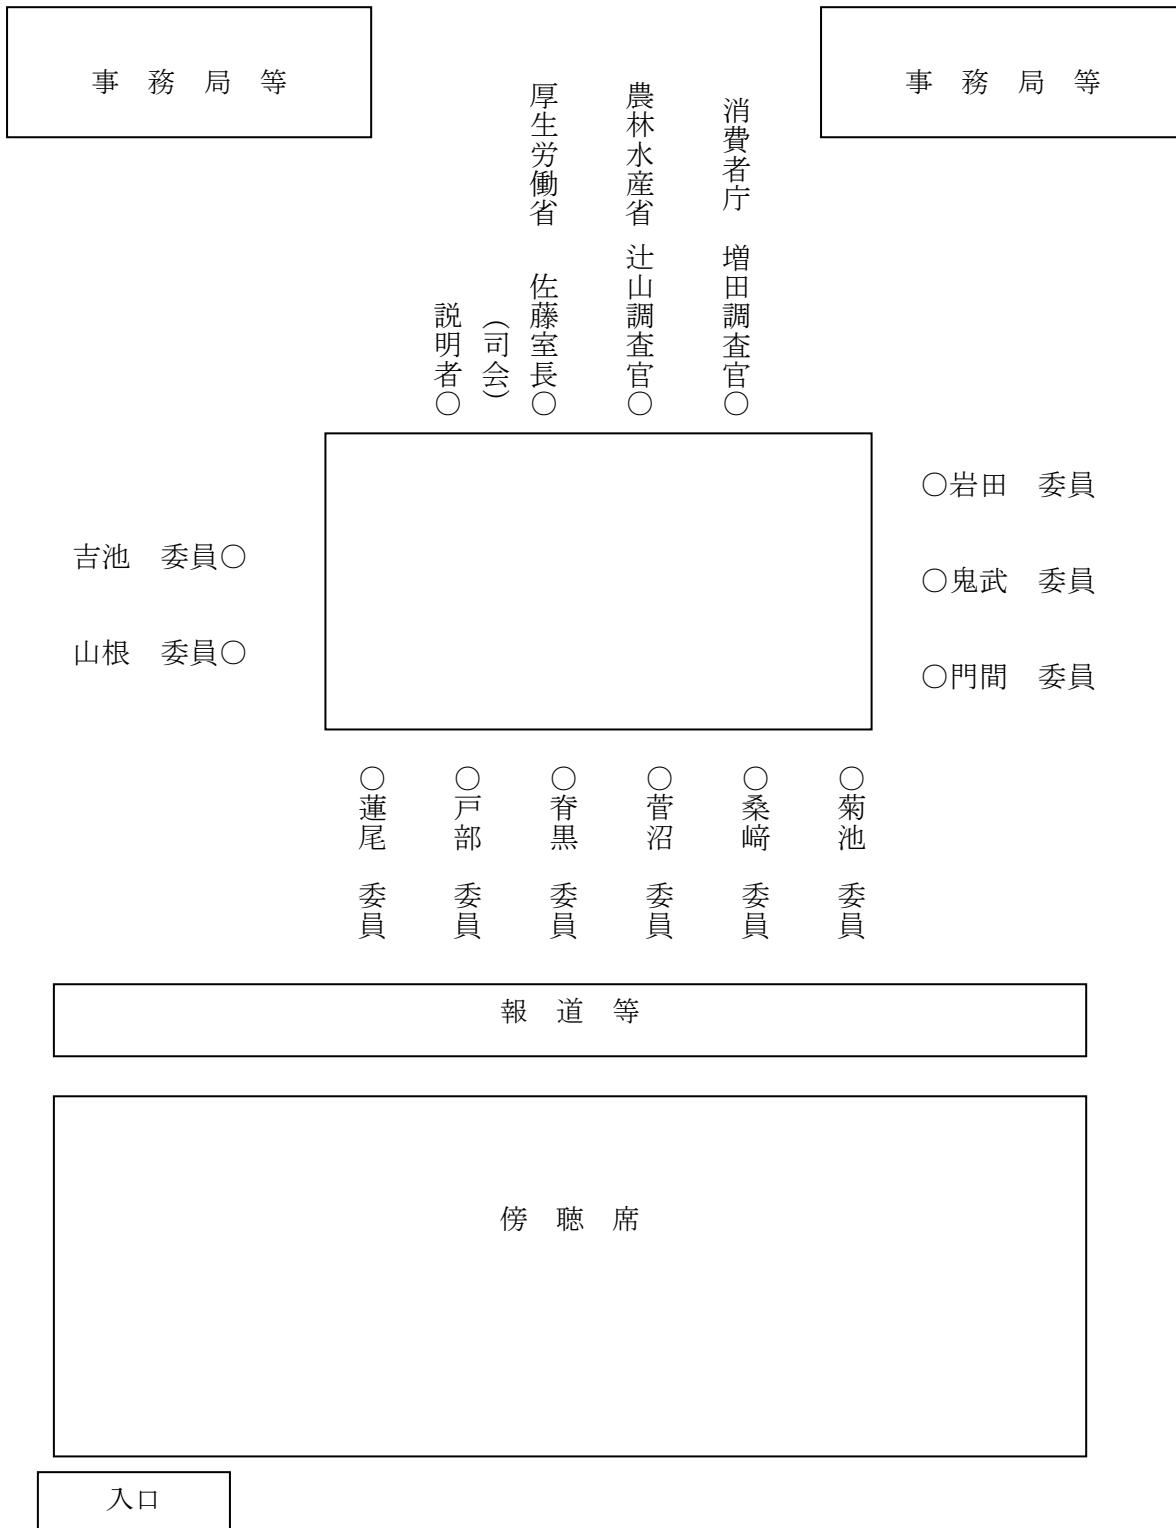 事　務　局　等
事　務　局　等
消費者庁　増田調査官○
農林水産省　辻山調査官○
厚生労働省　佐藤室長○
（司会）
説明者○
○岩田　委員
吉池　委員○
○鬼武　委員
山根　委員○
○門間　委員
○菊池　委員
○桑﨑　委員
○菅沼　委員
○脊黒　委員
○戸部　委員
○蓮尾　委員
報　道　等
傍　聴　席
入口